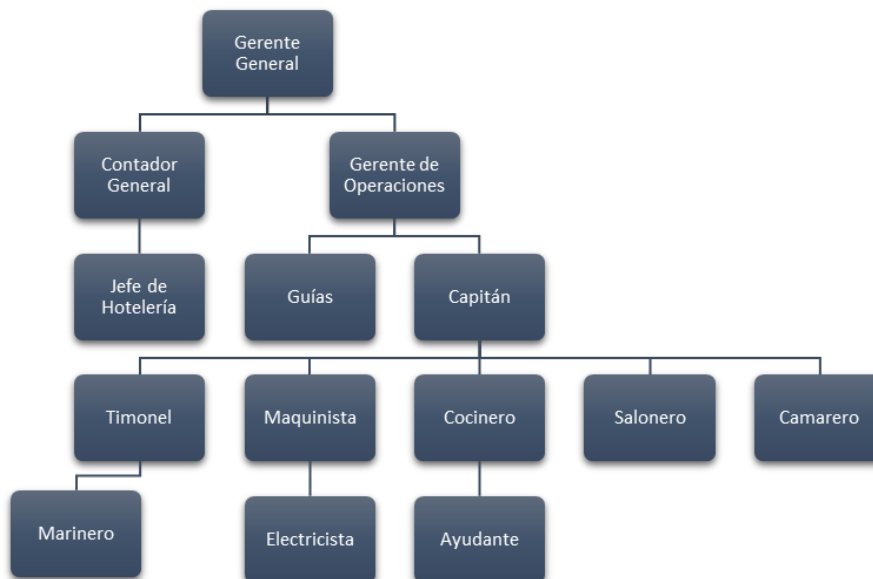 Gerente
General
Contador
General
Gerente de
Operaciones
Jefe de
Hotelería
Guías
Capitán
Timonel
Maquinista
Cocinero
Salonero
Camarero
Marinero
Electricista
Ayudante